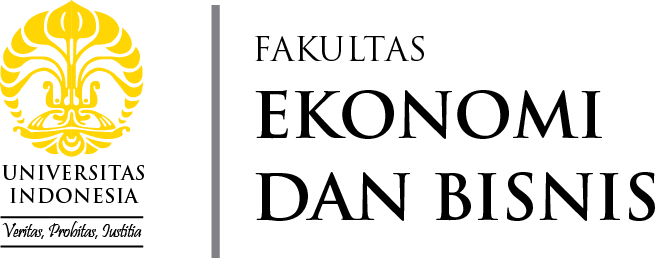 UNIVERSITAS
INDONESIA
Veritas, Probitas, Iustitia
FAKULTAS
EKONOMI
DAN BISNIS